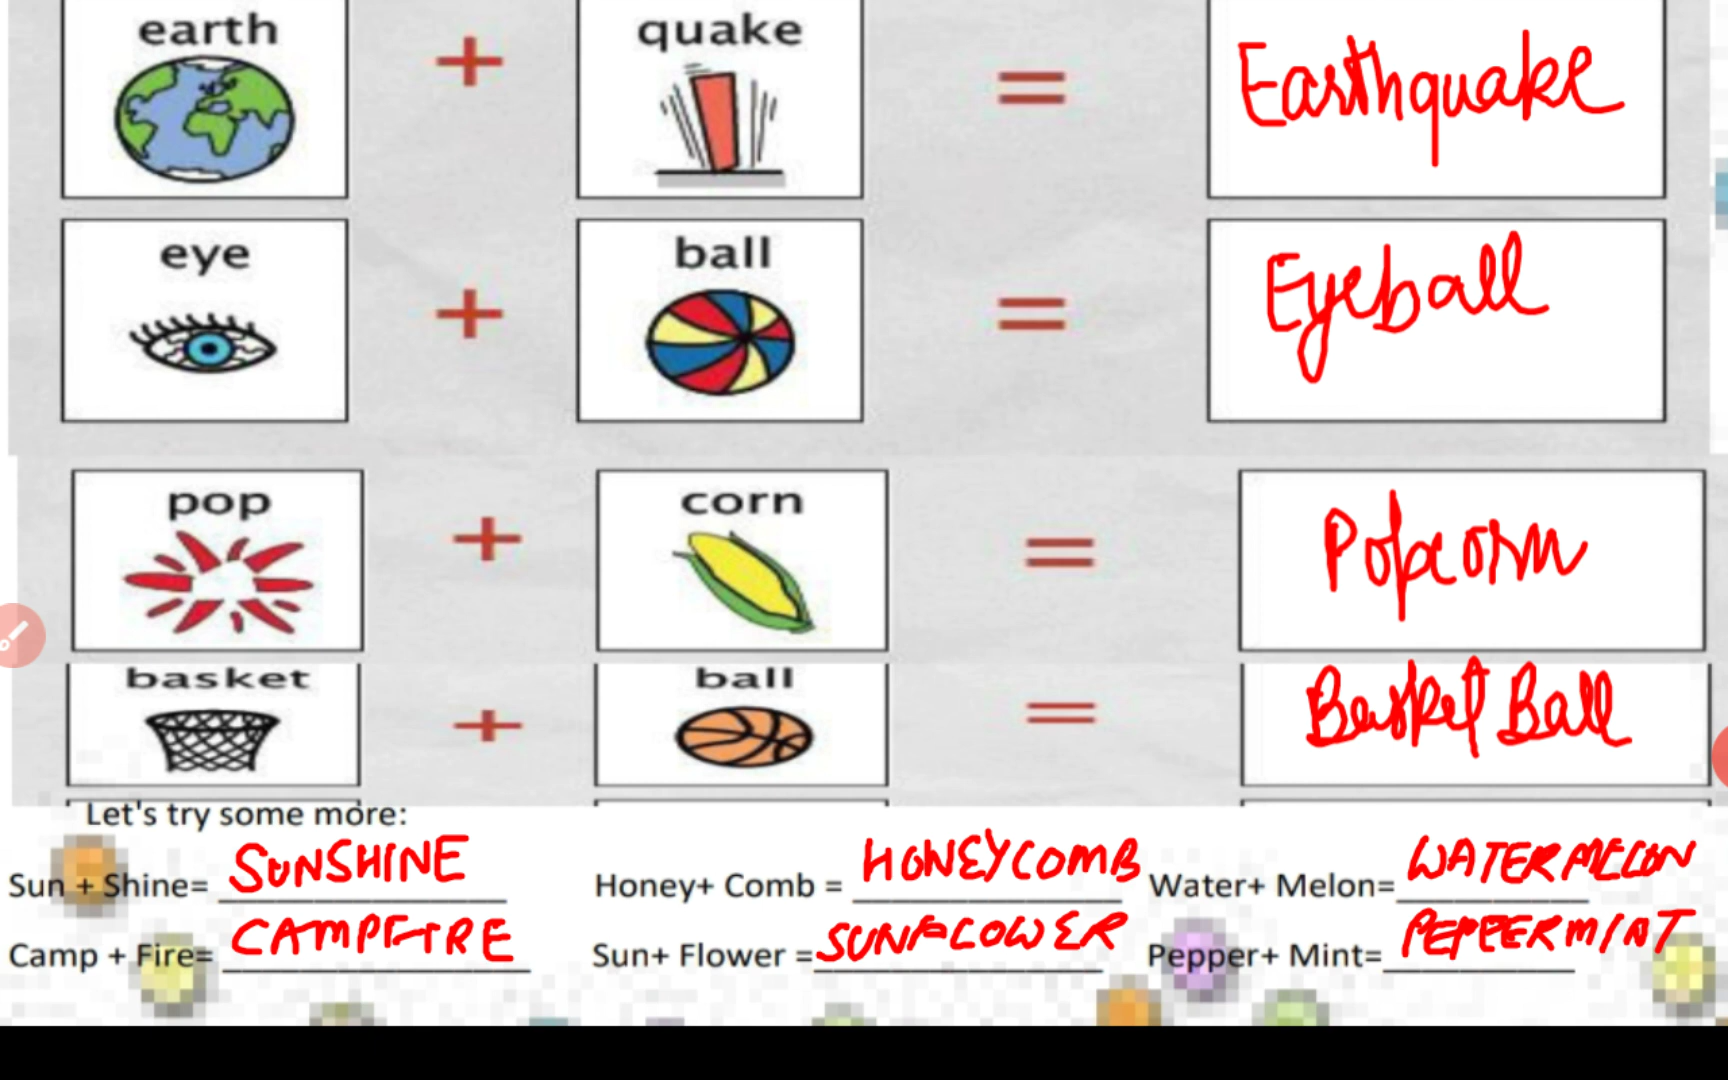 earth + quake = Earthquake
eye + ball = Eyeball
pop + corn = Popcorn
basket + ball = Basket Ball
Let's try some more:
Sun + Shine= SUNSHINE Honey+ Comb = HONEYCOMB Water+ Melon= WATERMELON
Camp + Fire= CAMPFIRE Sun+ Flower = SUNFLOWER Pepper+ Mint= PEPPERMINT